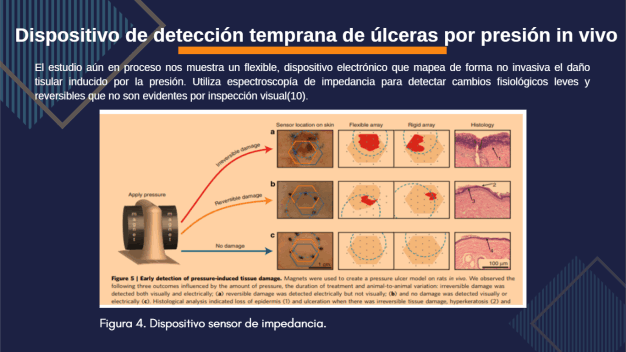 Dispositivo de detección temprana de úlceras por presión in vivo
El estudio aún en proceso nos muestra un flexible, dispositivo electrónico que mapea de forma no invasiva el daño
tisular inducido por la presión. Utiliza espectroscopía de impedancia para detectar cambios fisiológicos leves y
reversibles que no son evidentes por inspección visual(10).
Sensor location on skin Flexible array Rigid array Histology
a
Irreversible damage
Apply pressure
b
Reversible damage
2
No damage
c
1 cm
100 µm
Figure 5 | Early detection of pressure-induced tissue damage. Magnets were used to create a pressure ulcer model on rats in vivo. We observed the
following three outcomes influenced by the amount of pressure, the duration of treatment and animal-to-animal variation: irreversible damage was
detected both visually and electrically; (a) reversible damage was detected electrically but not visually; (b) and no damage was detected visually or
electrically (c). Histological analysis indicated loss of epidermis (1) and ulceration when there was irreversible tissue damage, hyperkeratosis (2) and
Figura 4. Dispositivo sensor de impedancia.